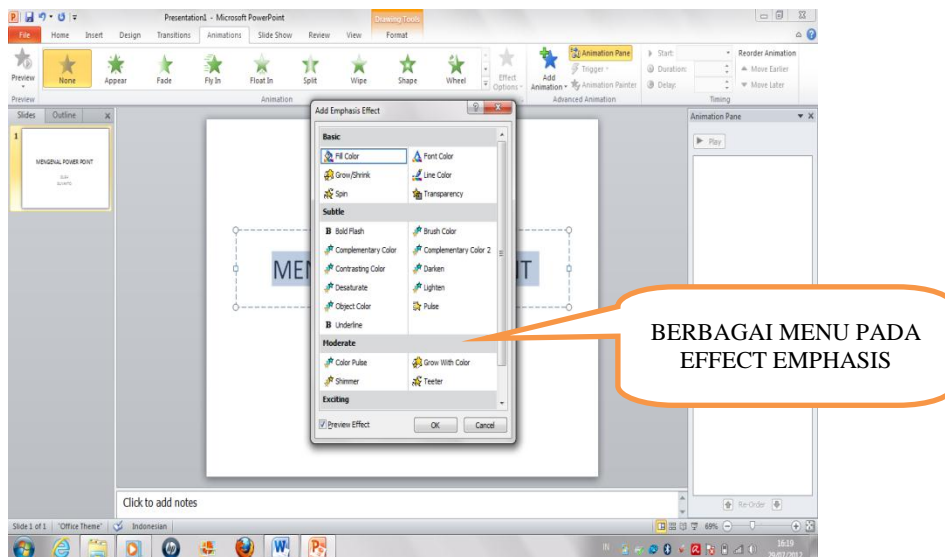 Presentation1 - Microsoft PowerPoint
Drawing Tools
File Home Insert Design Transitions Animations Slide Show Review View Format
Preview
None
Appear
Fade
Fly In
Float In
Split
Wipe
Shape
Wheel
Effect Options
Add Animation
Animation Pane
Trigger
Animation Painter
Start:
Duration:
Delay:
Reorder Animation
Move Earlier
Move Later
Preview
Animation
Advanced Animation
Timing
Slides Outline
1
MENGENAL POWER POINT
Add Emphasis Effect
Basic
Fill Color Font Color
Grow/Shrink Line Color
Spin Transparency
Subtle
Bold Flash Brush Color
Complementary Color Complementary Color 2
Contrasting Color Darken
Desaturate Lighten
Object Color Pulse
Underline
Moderate
Color Pulse Grow With Color
Shimmer Teeter
Exciting
Preview Effect OK Cancel
Animation Pane
Play
BERBAGAI MENU PADA
EFFECT EMPHASIS
Click to add notes
Re-Order
Slide 1 of 1 "Office Theme" Indonesian 69%
IN 16:19
29/07/2012